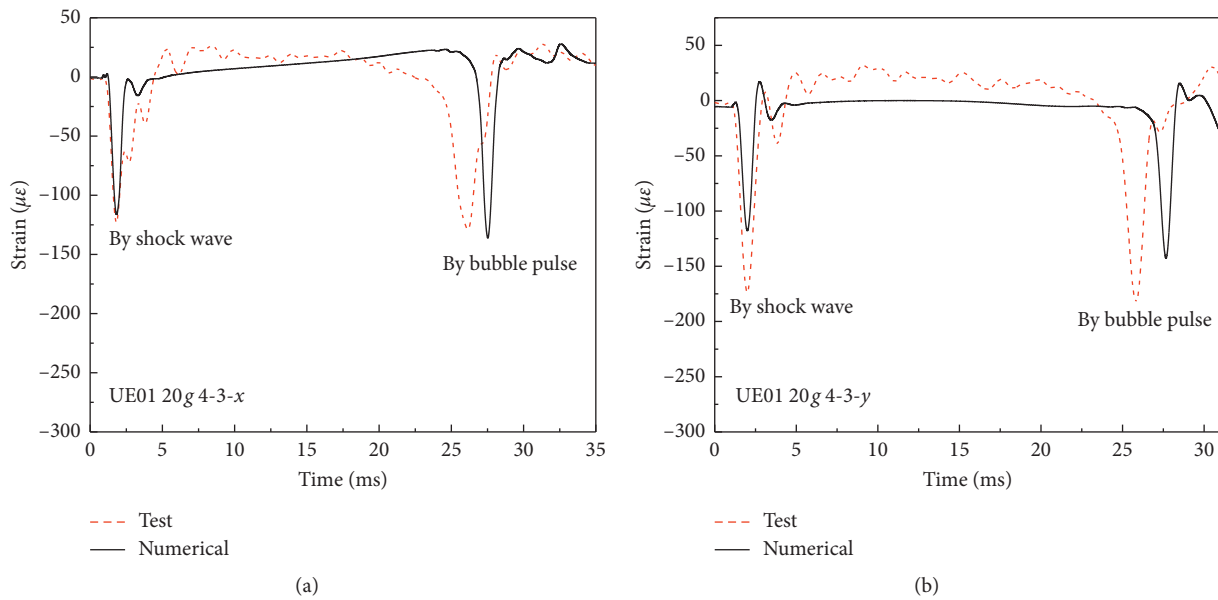 50
0
−50
−100
−150
−200
−250
−300
Strain (με)
By shock wave
By bubble pulse
UE01 20g 4-3-x
0 5 10 15 20 25 30 35
Time (ms)
Test
Numerical
(a)
50
0
−50
−100
−150
−200
−250
−300
Strain (με)
By shock wave
By bubble pulse
UE01 20g 4-3-y
0 5 10 15 20 25 30
Time (ms)
Test
Numerical
(b)